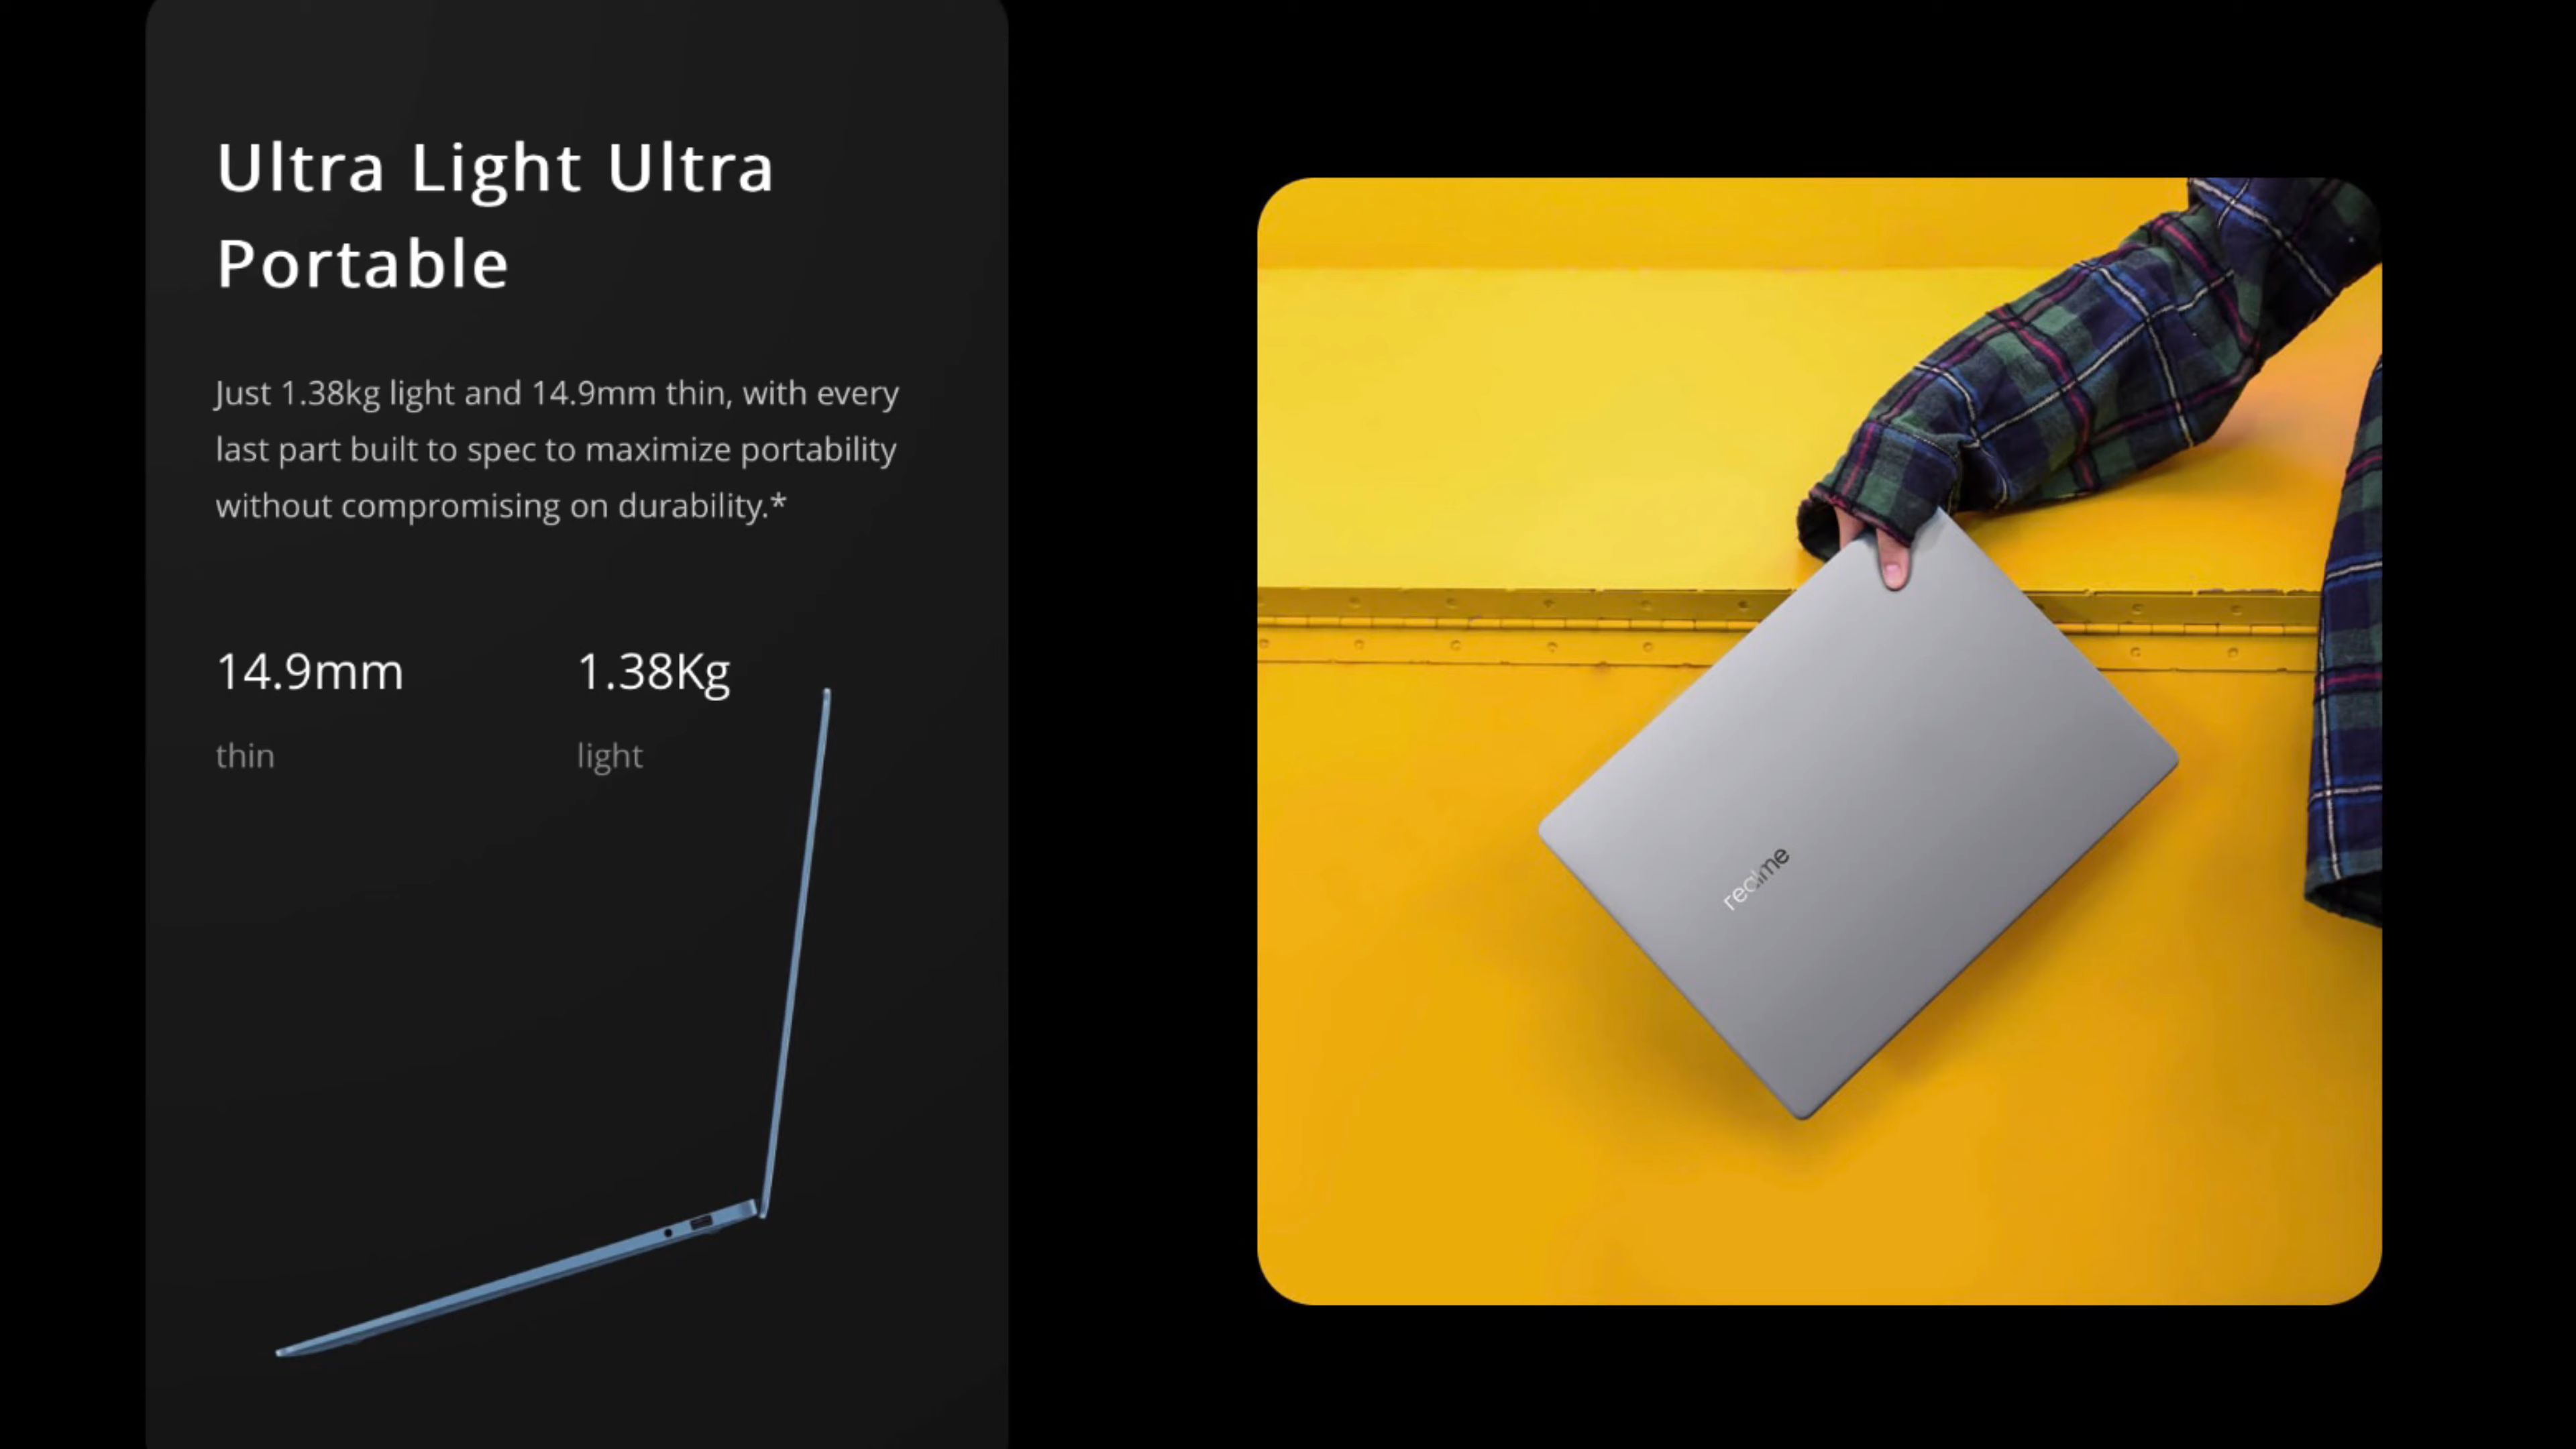 Ultra Light Ultra
Portable
Just 1.38kg light and 14.9mm thin, with every
last part built to spec to maximize portability
without compromising on durability.*
14.9mm
1.38Kg
thin
light
realme